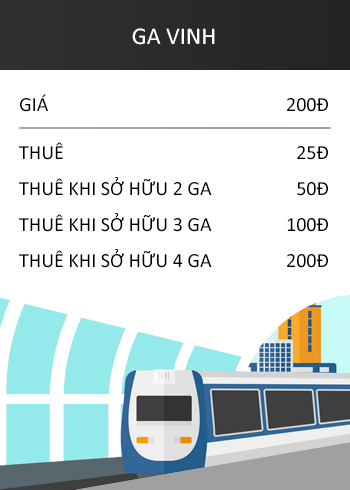 GA VINH
GIÁ 200Đ
THUÊ 25Đ
THUÊ KHI SỞ HỮU 2 GA 50Đ
THUÊ KHI SỞ HỮU 3 GA 100Đ
THUÊ KHI SỞ HỮU 4 GA 200Đ